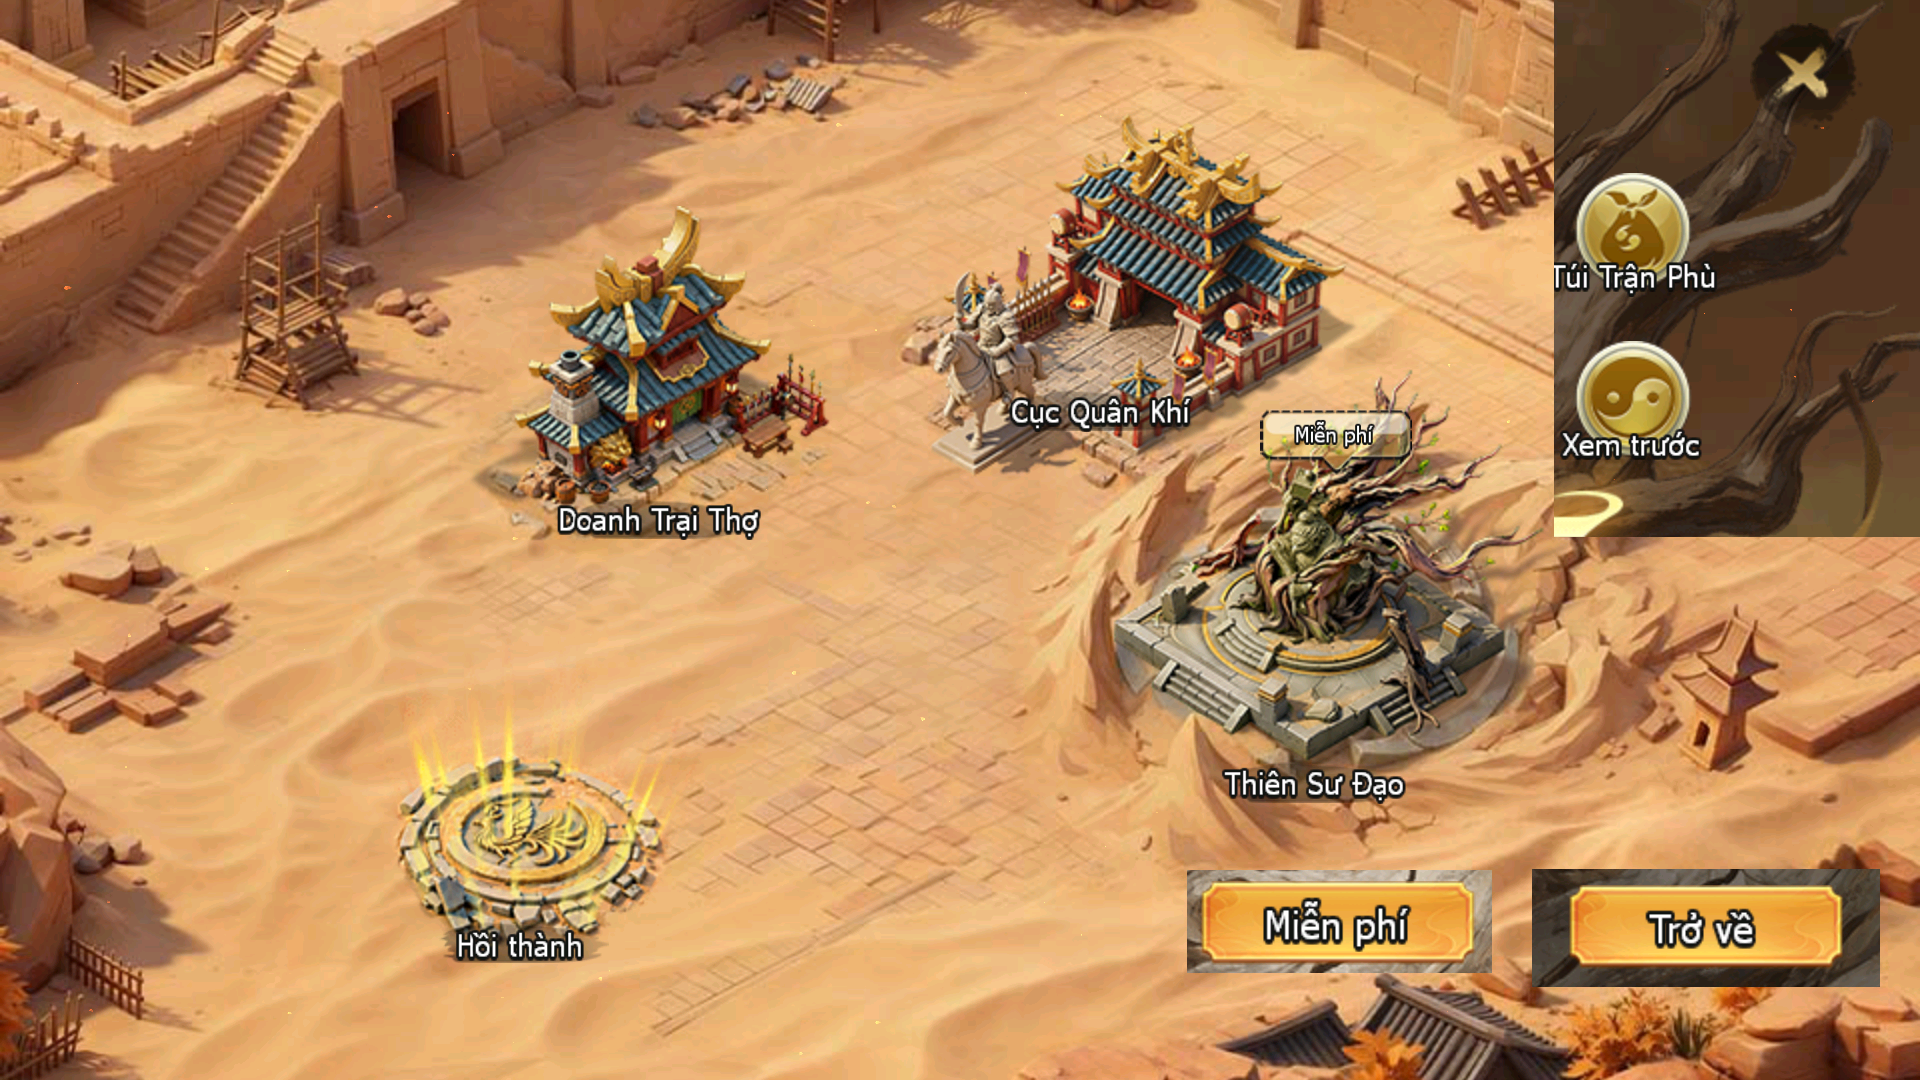 Túi Trận Phù
Cục Quân Khí
Miễn phí
Xem trước
Doanh Trại Thợ
Thiên Sư Đạo
Miễn phí
Trở về
Hồi thành